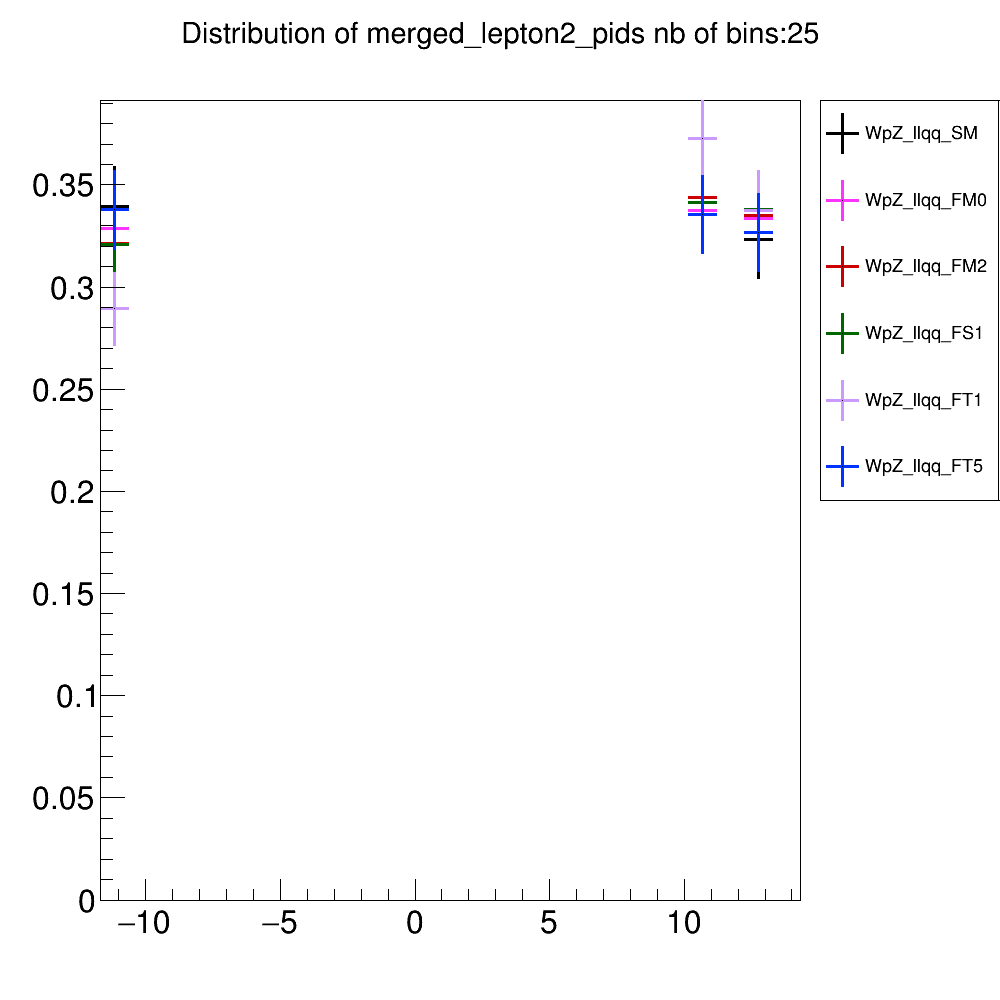 Distribution of merged_lepton2_pids nb of bins:25
0.35
0.3
0.25
0.2
0.15
0.1
0.05
0
−10 −5 0 5 10
WpZ_llqq_SM
WpZ_llqq_FM0
WpZ_llqq_FM2
WpZ_llqq_FS1
WpZ_llqq_FT1
WpZ_llqq_FT5